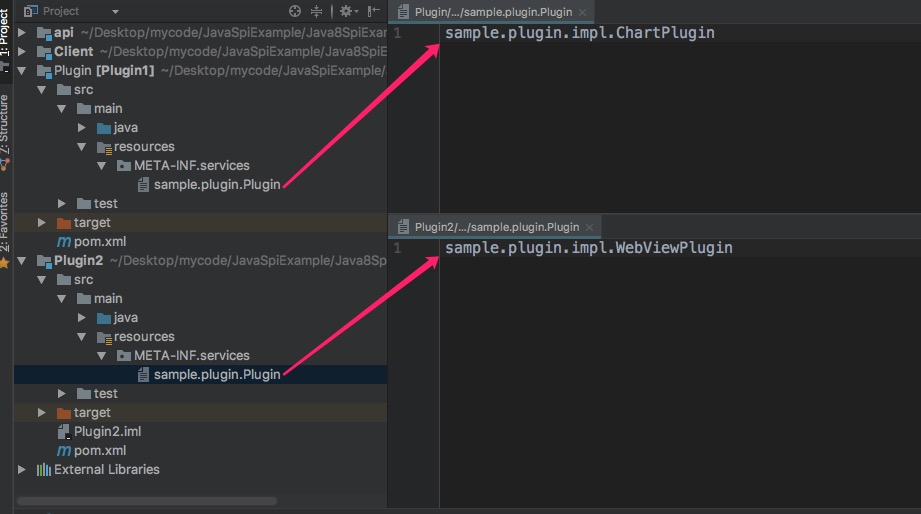 Project
1: Project
7: Structure
2: Favorites
api ~/Desktop/mycode/JavaSpiExample/Java8SpiExam
Client ~/Desktop/mycode/JavaSpiExample/Java8SpiE
Plugin [Plugin1] ~/Desktop/mycode/JavaSpiExample/
src
main
java
resources
META-INF.services
sample.plugin.Plugin
test
target
pom.xml
Plugin2 ~/Desktop/mycode/JavaSpiExample/Java8Sp
src
main
java
resources
META-INF.services
sample.plugin.Plugin
test
target
Plugin2.iml
pom.xml
External Libraries
Plugin/.../sample.plugin.Plugin
1 sample.plugin.impl.ChartPlugin
Plugin2/.../sample.plugin.Plugin
1 sample.plugin.impl.WebViewPlugin